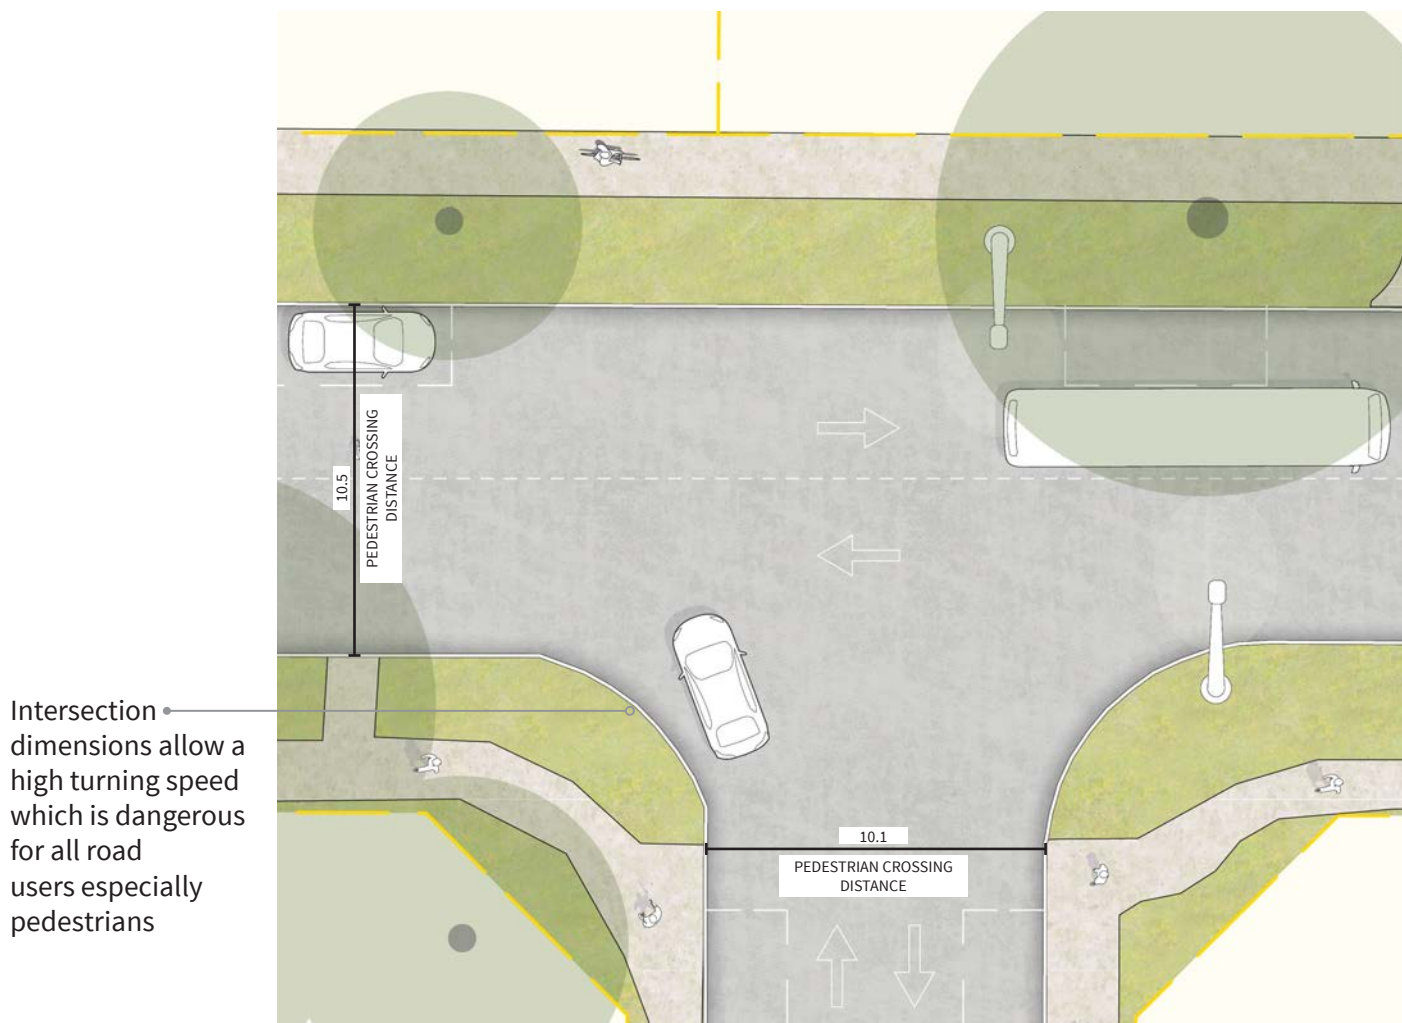 10.5
PEDESTRIAN CROSSING
DISTANCE
Intersection
dimensions allow a
high turning speed
which is dangerous
for all road
users especially
pedestrians
10.1
PEDESTRIAN CROSSING
DISTANCE